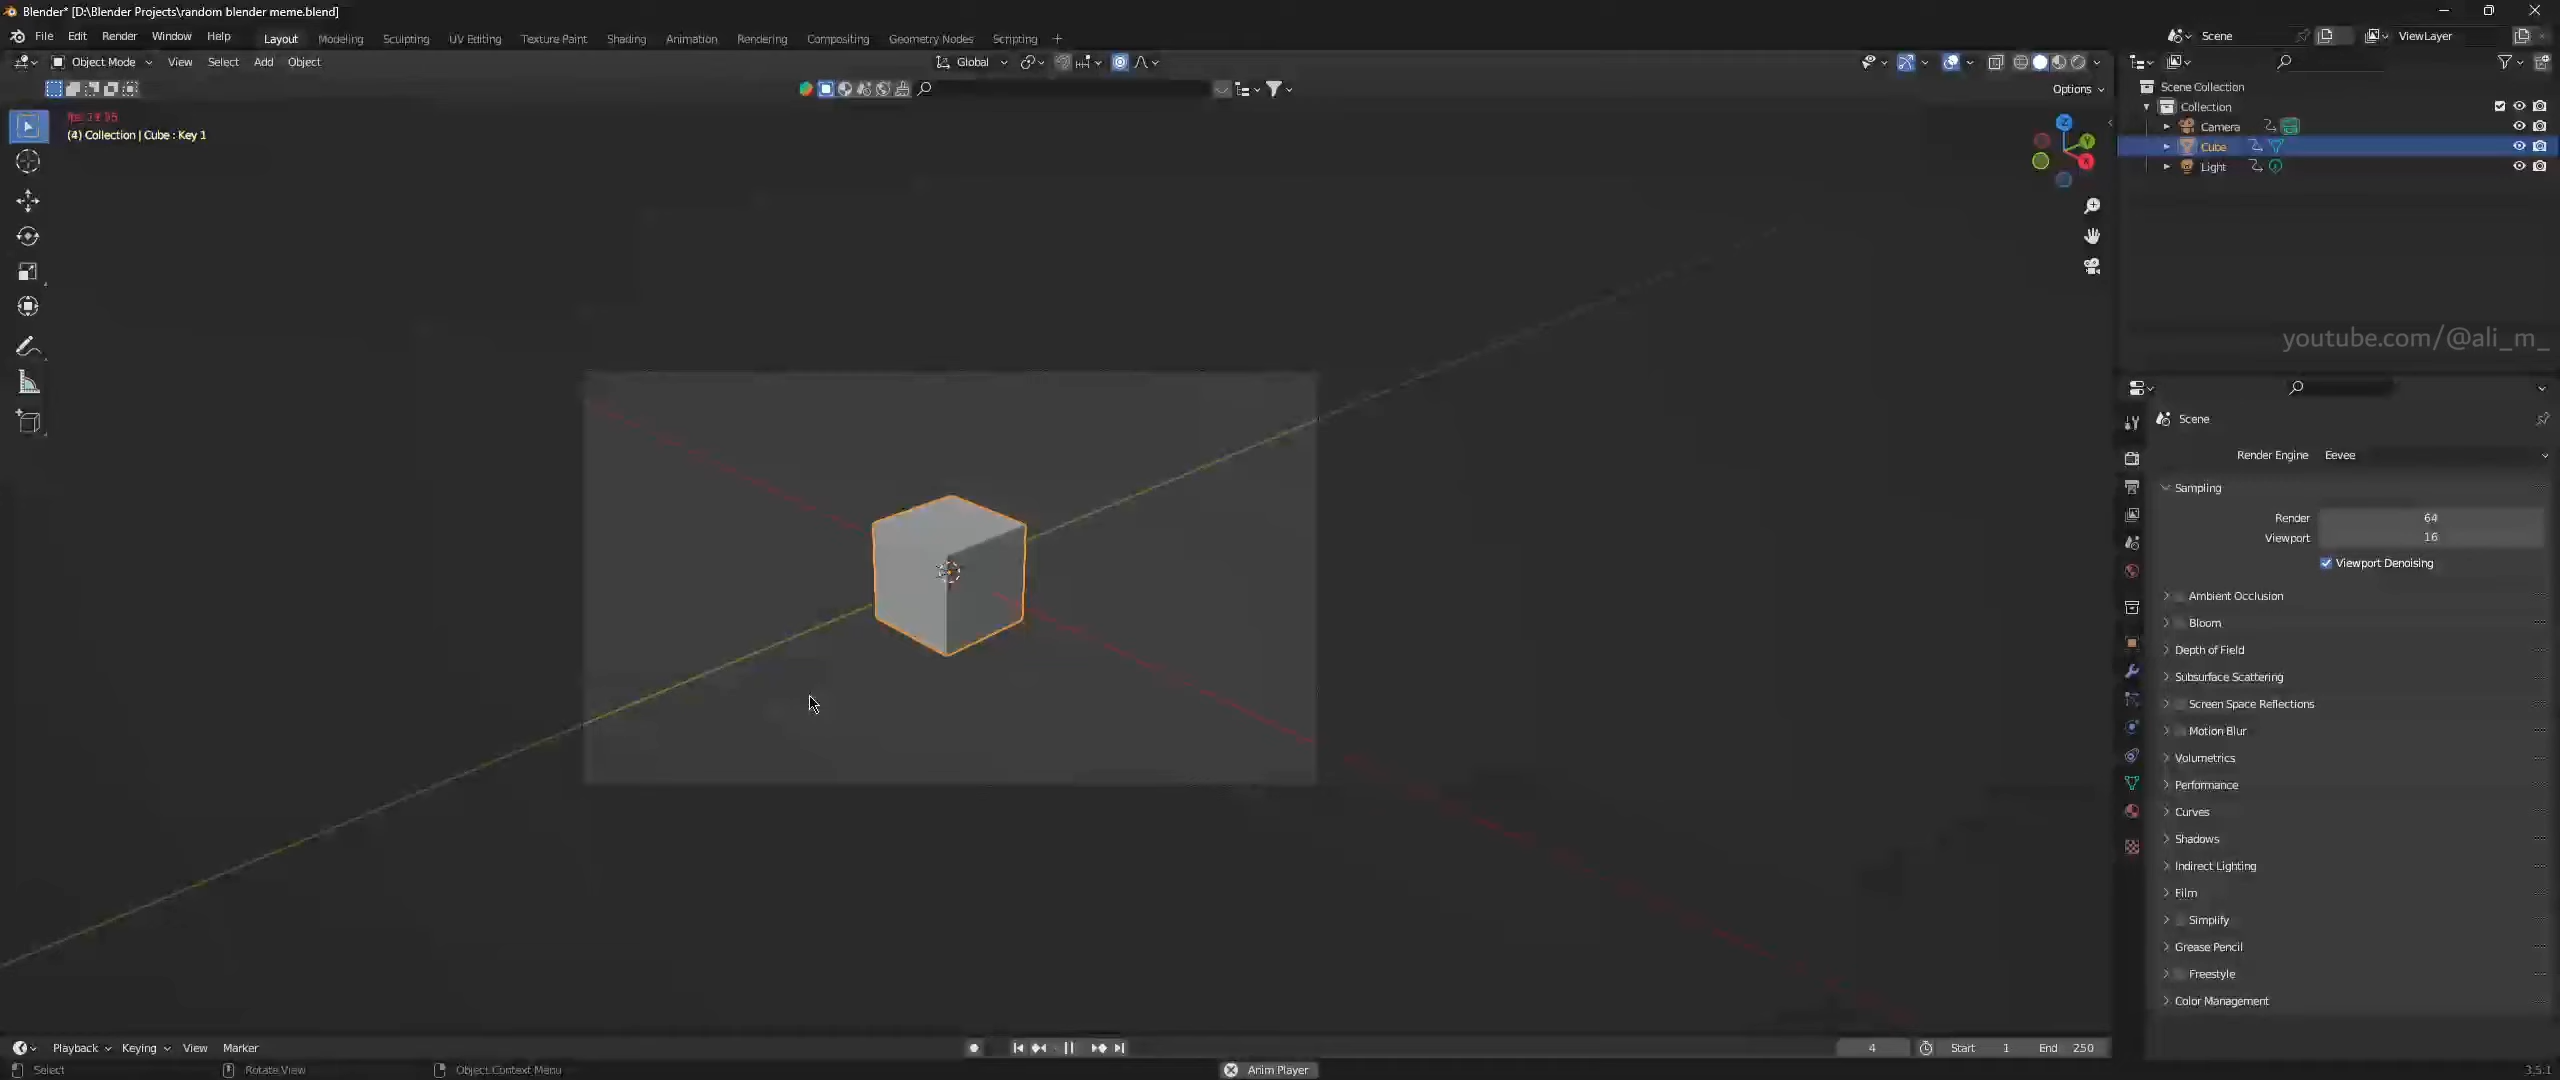 Blender* [D:\Blender Projects\random blender meme.blend]
File Edit Render Window Help
Layout Modeling Sculpting UV Editing Texture Paint Shading Animation Rendering Compositing Geometry Nodes Scripting +
Scene
ViewLayer
Object Mode View Select Add Object
Global
Options
(4) Collection | Cube : Key 1
Z
Y
X
Scene Collection
Collection
Camera
Cube
Light
youtube.com/@ali_m_
Scene
Render Engine Eevee
Sampling
Render 64
Viewport 16
Viewport Denoising
Ambient Occlusion
Bloom
Depth of Field
Subsurface Scattering
Screen Space Reflections
Motion Blur
Volumetrics
Performance
Curves
Shadows
Indirect Lighting
Film
Simplify
Grease Pencil
Freestyle
Color Management
Playback Keying View Marker
4 Start 1 End 250
Select Rotate View Object Context Menu Anim Player 3.5.1